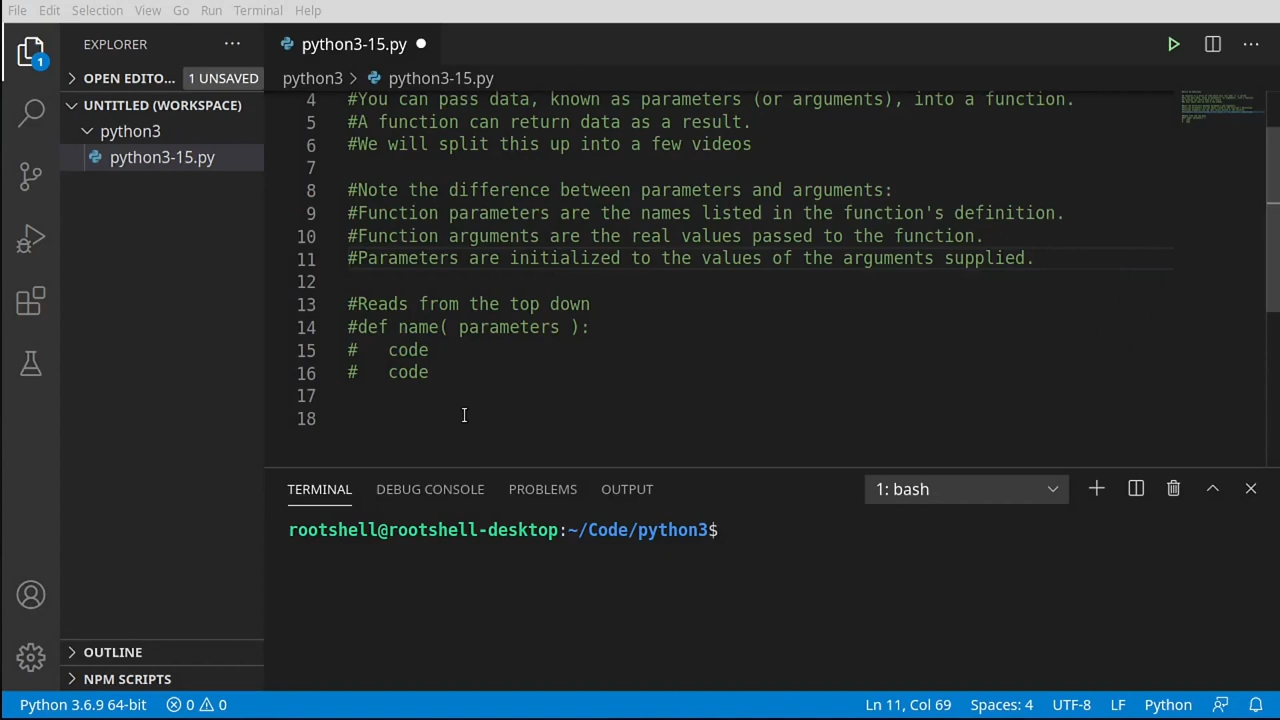 File Edit Selection View Go Run Terminal Help
EXPLORER
python3-15.py
1
OPEN EDITO... 1 UNSAVED
python3 > python3-15.py
UNTITLED (WORKSPACE)
python3
python3-15.py
4 #You can pass data, known as parameters (or arguments), into a function.
5 #A function can return data as a result.
6 #We will split this up into a few videos
7
8 #Note the difference between parameters and arguments:
9 #Function parameters are the names listed in the function's definition.
10 #Function arguments are the real values passed to the function.
11 #Parameters are initialized to the values of the arguments supplied.
12
13 #Reads from the top down
14 #def name( parameters ):
15 #   code
16 #   code
17
18
TERMINAL DEBUG CONSOLE PROBLEMS OUTPUT 1: bash
rootshell@rootshell-desktop:~/Code/python3$
OUTLINE
NPM SCRIPTS
Python 3.6.9 64-bit 0 0 Ln 11, Col 69 Spaces: 4 UTF-8 LF Python